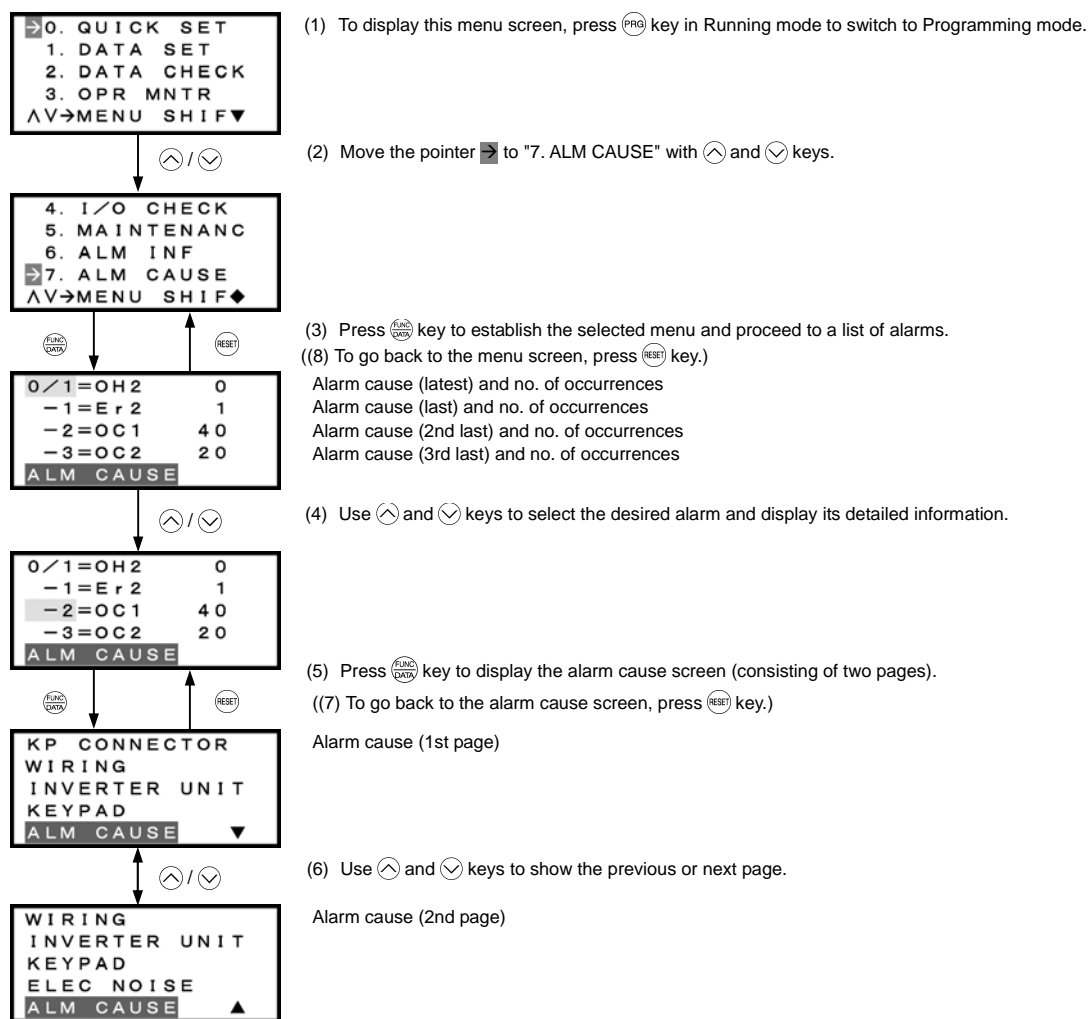 →0. QUICK SET
1. DATA SET
2. DATA CHECK
3. OPR MNTR
∧∨→MENU SHIF▼
(1) To display this menu screen, press PRG key in Running mode to switch to Programming mode.
∧ / ∨
(2) Move the pointer → to "7. ALM CAUSE" with ∧ and ∨ keys.
4. I/O CHECK
5. MAINTENANC
6. ALM INF
→7. ALM CAUSE
∧∨→MENU SHIF◆
FUNC DATA
RESET
(3) Press FUNC DATA key to establish the selected menu and proceed to a list of alarms.
((8) To go back to the menu screen, press RESET key.)
0/1=OH2 0
-1=Er2 1
-2=OC1 40
-3=OC2 20
ALM CAUSE
Alarm cause (latest) and no. of occurrences
Alarm cause (last) and no. of occurrences
Alarm cause (2nd last) and no. of occurrences
Alarm cause (3rd last) and no. of occurrences
∧ / ∨
(4) Use ∧ and ∨ keys to select the desired alarm and display its detailed information.
0/1=OH2 0
-1=Er2 1
-2=OC1 40
-3=OC2 20
ALM CAUSE
FUNC DATA
RESET
(5) Press FUNC DATA key to display the alarm cause screen (consisting of two pages).
((7) To go back to the alarm cause screen, press RESET key.)
KP CONNECTOR
WIRING
INVERTER UNIT
KEYPAD
ALM CAUSE ▼
Alarm cause (1st page)
∧ / ∨
(6) Use ∧ and ∨ keys to show the previous or next page.
WIRING
INVERTER UNIT
KEYPAD
ELEC NOISE
ALM CAUSE ▲
Alarm cause (2nd page)